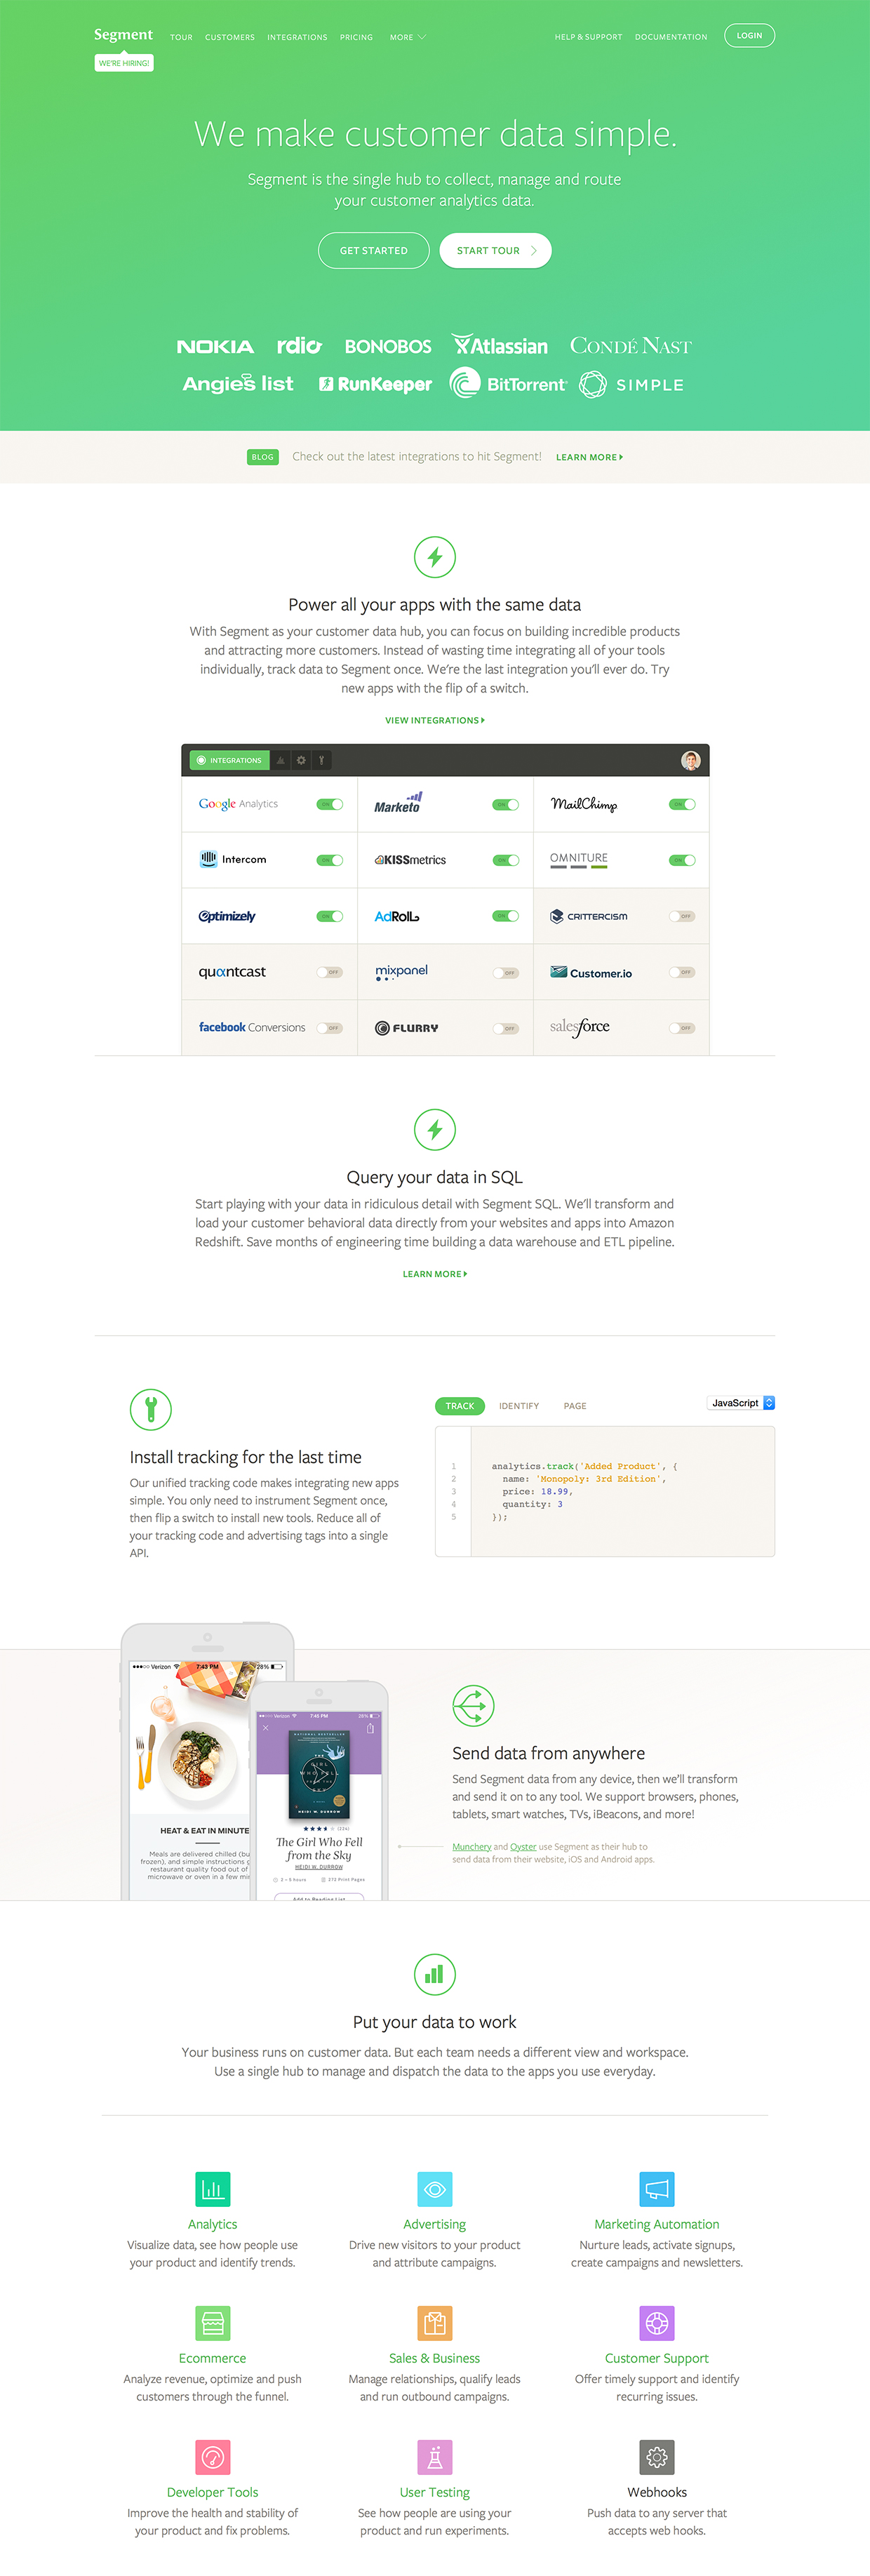 Segment TOUR CUSTOMERS INTEGRATIONS PRICING MORE HELP & SUPPORT DOCUMENTATION LOGIN
WE'RE HIRING!
We make customer data simple.
Segment is the single hub to collect, manage and route
your customer analytics data.
GET STARTED START TOUR
NOKIA rdio BONOBOS Atlassian CONDÉ NAST
Angie's list RunKeeper BitTorrent SIMPLE
BLOG Check out the latest integrations to hit Segment! LEARN MORE
Power all your apps with the same data
With Segment as your customer data hub, you can focus on building incredible products
and attracting more customers. Instead of wasting time integrating all of your tools
individually, track data to Segment once. We're the last integration you'll ever do. Try
new apps with the flip of a switch.
VIEW INTEGRATIONS
INTEGRATIONS
Google Analytics ON Marketo ON MailChimp ON
Intercom ON KISSmetrics ON OMNITURE ON
Optimizely ON AdRoll ON CRITTERCISM OFF
quantcast OFF mixpanel OFF Customer.io OFF
facebook Conversions OFF FLURRY OFF salesforce OFF
Query your data in SQL
Start playing with your data in ridiculous detail with Segment SQL. We'll transform and
load your customer behavioral data directly from your websites and apps into Amazon
Redshift. Save months of engineering time building a data warehouse and ETL pipeline.
LEARN MORE
Install tracking for the last time
Our unified tracking code makes integrating new apps
simple. You only need to instrument Segment once,
then flip a switch to install new tools. Reduce all of
your tracking code and advertising tags into a single
API.
TRACK IDENTIFY PAGE JavaScript
1 analytics.track('Added Product', {
2 name: 'Monopoly: 3rd Edition',
3 price: 18.99,
4 quantity: 3
5 });
Verizon 7:43 PM 28%
HEAT & EAT IN MINUTE
Meals are delivered chilled (bu
frozen), and simple instructions g
restaurant quality food out of
microwave or oven in a few min
Verizon 7:45 PM 28%
NATIONAL BESTSELLER
THE GIRL WHO FELL FROM THE SKY
HEIDI W. DURROW
The Girl Who Fell
from the Sky
HEIDI W. DURROW
272 Print Pages
Add to Reading List
Send data from anywhere
Send Segment data from any device, then we'll transform
and send it on to any tool. We support browsers, phones,
tablets, smart watches, TVs, iBeacons, and more!
Munchery and Oyster use Segment as their hub to
send data from their website, iOS and Android apps.
Put your data to work
Your business runs on customer data. But each team needs a different view and workspace.
Use a single hub to manage and dispatch the data to the apps you use everyday.
Analytics
Visualize data, see how people use
your product and identify trends.
Advertising
Drive new visitors to your product
and attribute campaigns.
Marketing Automation
Nurture leads, activate signups,
create campaigns and newsletters.
Ecommerce
Analyze revenue, optimize and push
customers through the funnel.
Sales & Business
Manage relationships, qualify leads
and run outbound campaigns.
Customer Support
Offer timely support and identify
recurring issues.
Developer Tools
Improve the health and stability of
your product and fix problems.
User Testing
See how people are using your
product and run experiments.
Webhooks
Push data to any server that
accepts web hooks.